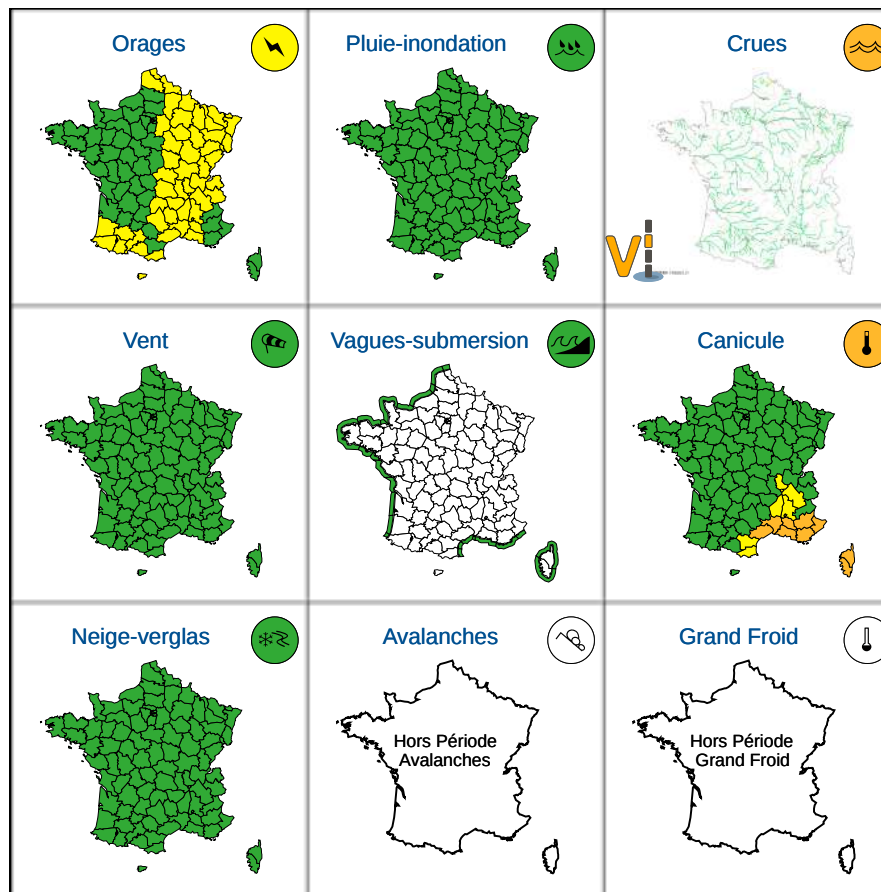 Orages
Pluie-inondation
Crues
Vi
Vent
Vagues-submersion
Canicule
Neige-verglas
Avalanches
Hors Période
Avalanches
Grand Froid
Hors Période
Grand Froid